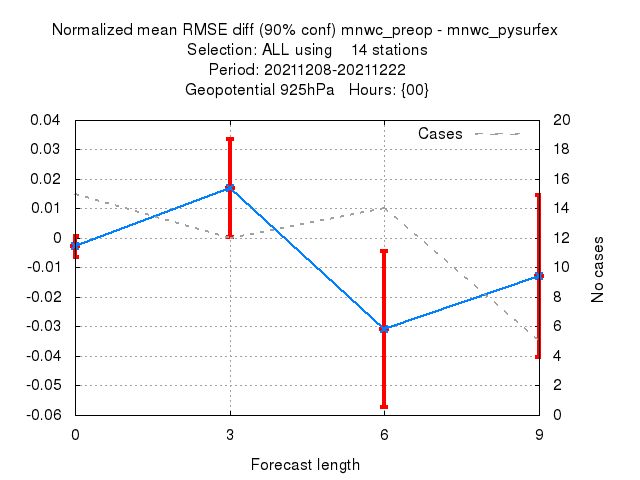 Normalized mean RMSE diff (90% conf) mnwc_preop - mnwc_pysurfex
Selection: ALL using    14 stations
Period: 20211208-20211222
Geopotential 925hPa   Hours: {00}
Cases
0.04
0.03
0.02
0.01
0
-0.01
-0.02
-0.03
-0.04
-0.05
-0.06
20
18
16
14
12
10
8
6
4
2
0
No cases
0 3 6 9
Forecast length